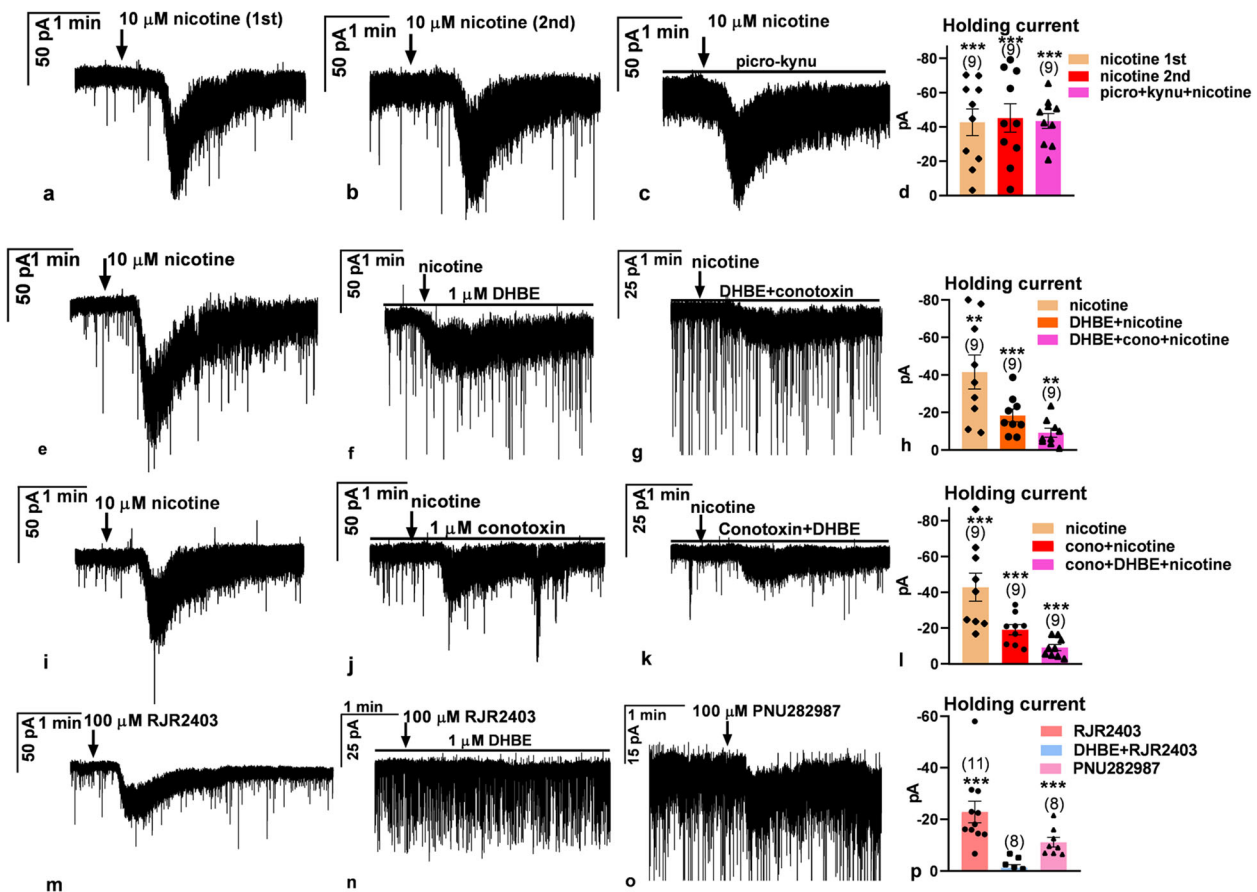 50 pA
1 min
10 µM nicotine (1st)
a
50 pA
1 min
10 µM nicotine (2nd)
b
50 pA
1 min
10 µM nicotine
picro-kynu
c
Holding current
pA
-80
-60
-40
-20
0
***
(9)
***
(9)
***
(9)
nicotine 1st
nicotine 2nd
picro+kynu+nicotine
d
50 pA
1 min
10 µM nicotine
e
50 pA
1 min
nicotine
1 µM DHBE
f
25 pA
1 min
nicotine
DHBE+conotoxin
g
Holding current
pA
-80
-60
-40
-20
0
**
(9)
***
(9)
**
(9)
nicotine
DHBE+nicotine
DHBE+cono+nicotine
h
50 pA
1 min
10 µM nicotine
i
50 pA
1 min
nicotine
1 µM conotoxin
j
25 pA
1 min
nicotine
Conotoxin+DHBE
k
Holding current
pA
-80
-60
-40
-20
0
***
(9)
***
(9)
***
(9)
nicotine
cono+nicotine
cono+DHBE+nicotine
l
50 pA
1 min
100 µM RJR2403
m
25 pA
1 min
100 µM RJR2403
1 µM DHBE
n
15 pA
1 min
100 µM PNU282987
o
Holding current
pA
-60
-40
-20
0
(11)
***
(8)
***
(8)
RJR2403
DHBE+RJR2403
PNU282987
p